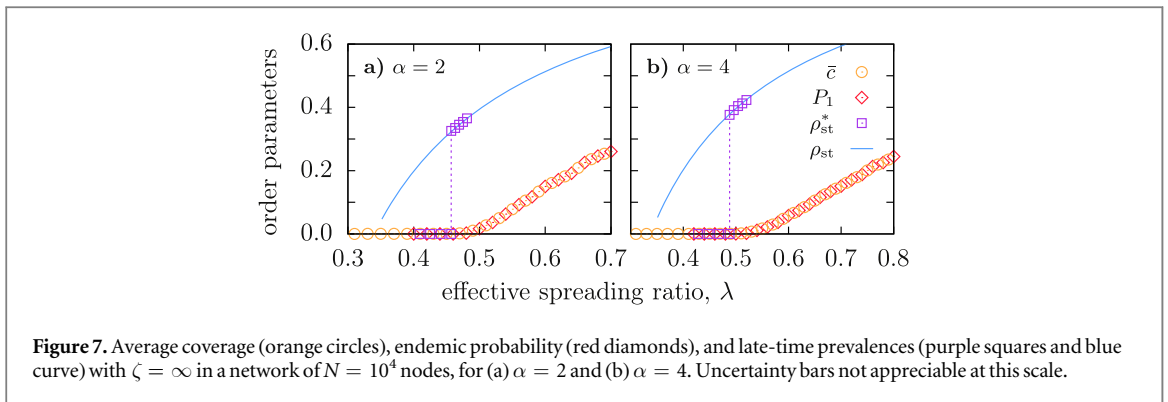 0.6
0.4
0.2
0.0
order parameters
a) α = 2
b) α = 4
c̄
P₁
ρ*st
ρst
0.3 0.4 0.5 0.6 0.7
0.4 0.5 0.6 0.7 0.8
effective spreading ratio, λ
Figure 7. Average coverage (orange circles), endemic probability (red diamonds), and late-time prevalences (purple squares and blue
curve) with ζ = ∞ in a network of N = 10⁴ nodes, for (a) α = 2 and (b) α = 4. Uncertainty bars not appreciable at this scale.